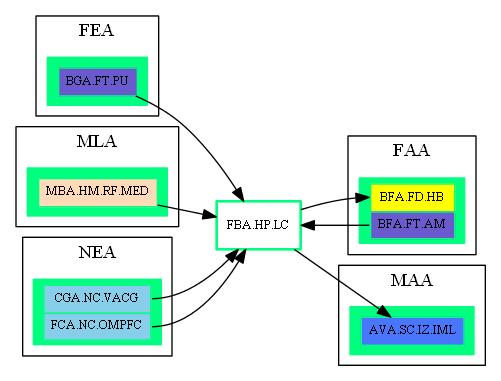 FEA
BGA.FT.PU
MLA
MBA.HM.RF.MED
NEA
CGA.NC.VACG
FCA.NC.OMPFC
FBA.HP.LC
FAA
BFA.FD.HB
BFA.FT.AM
MAA
AVA.SC.IZ.IML